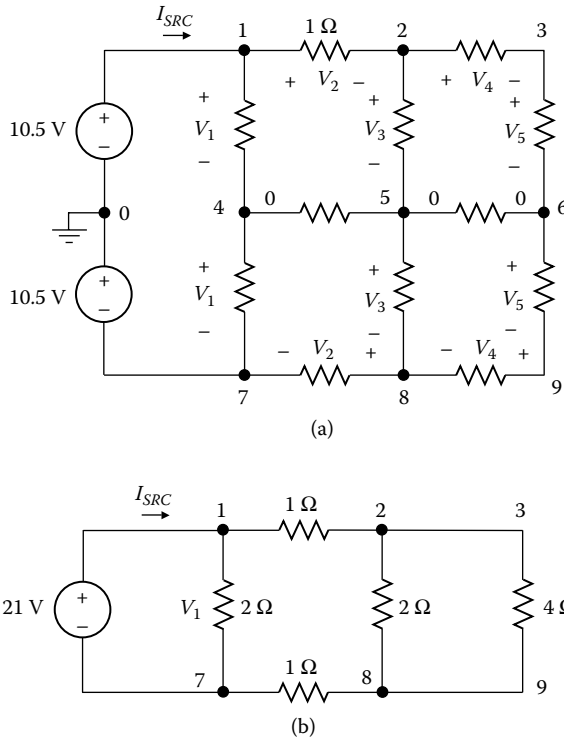 I_SRC
1 1 Ω 2 3
+ V_2 − + V_4 −
+ V_1 − + V_3 − + V_5 −
10.5 V + −
0
4 0 5 0 0 6
10.5 V + −
+ V_1 − + V_3 − + V_5 −
− V_2 + − V_4 +
7 8 9
(a)
I_SRC
1 1 Ω 2 3
21 V + − V_1 2 Ω 2 Ω 4 Ω
7 1 Ω 8 9
(b)